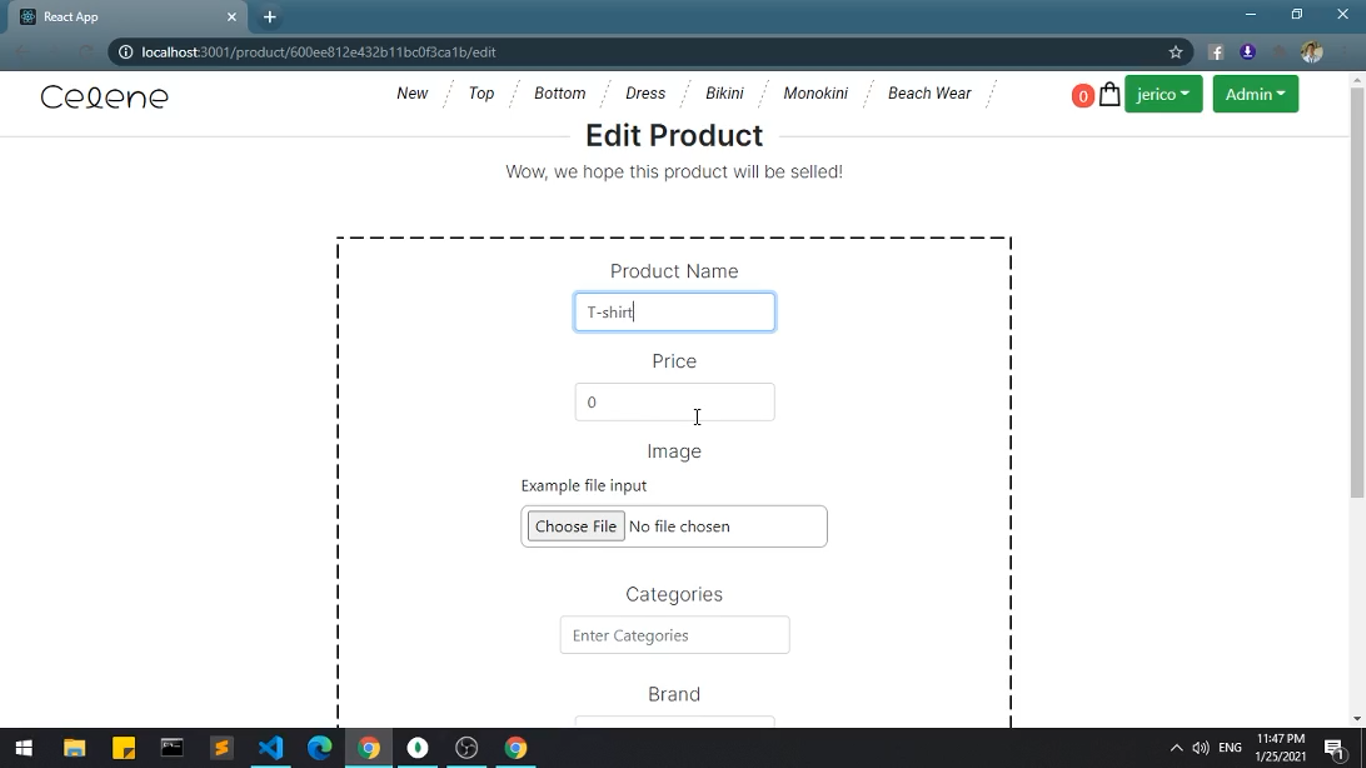 React App
localhost:3001/product/600ee812e432b11bc0f3ca1b/edit
Celene
New
Top
Bottom
Dress
Bikini
Monokini
Beach Wear
0
jerico
Admin
Edit Product
Wow, we hope this product will be selled!
Product Name
T-shirt
Price
0
Image
Example file input
Choose File No file chosen
Categories
Enter Categories
Brand
ENG
11:47 PM
1/25/2021
1